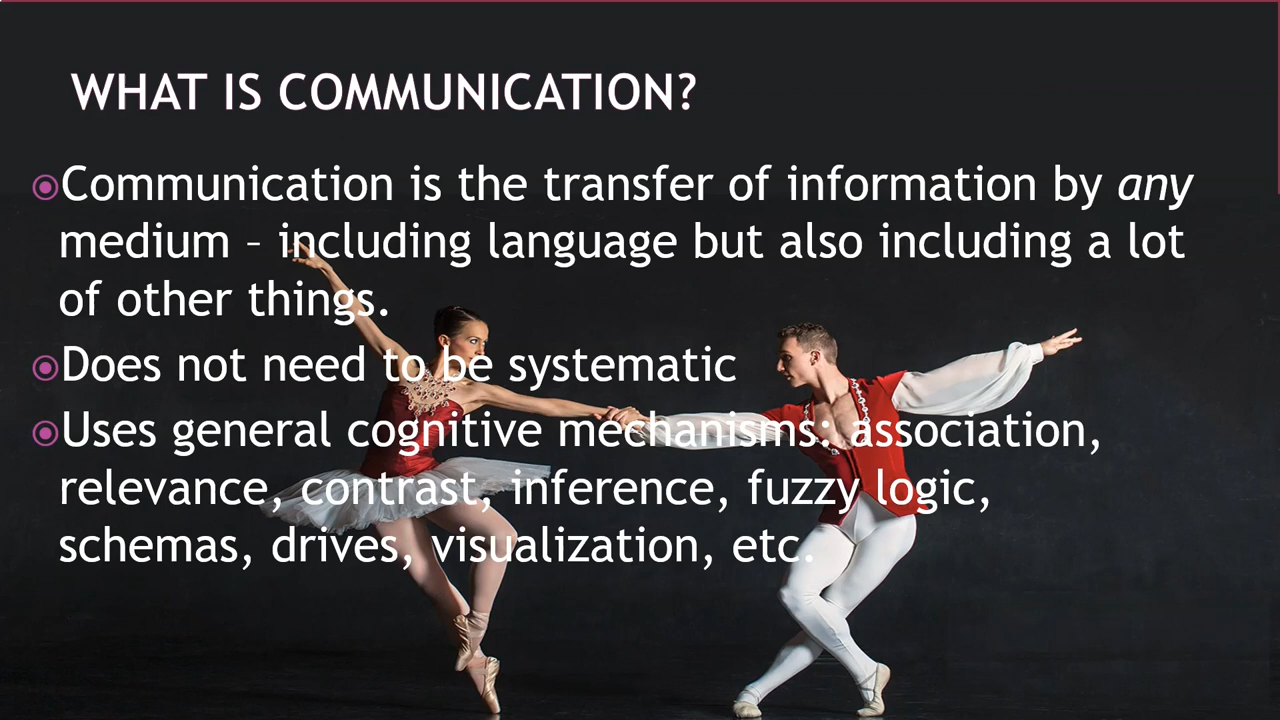 WHAT IS COMMUNICATION?
Communication is the transfer of information by any
medium – including language but also including a lot
of other things.
Does not need to be systematic
Uses general cognitive mechanisms: association,
relevance, contrast, inference, fuzzy logic,
schemas, drives, visualization, etc.